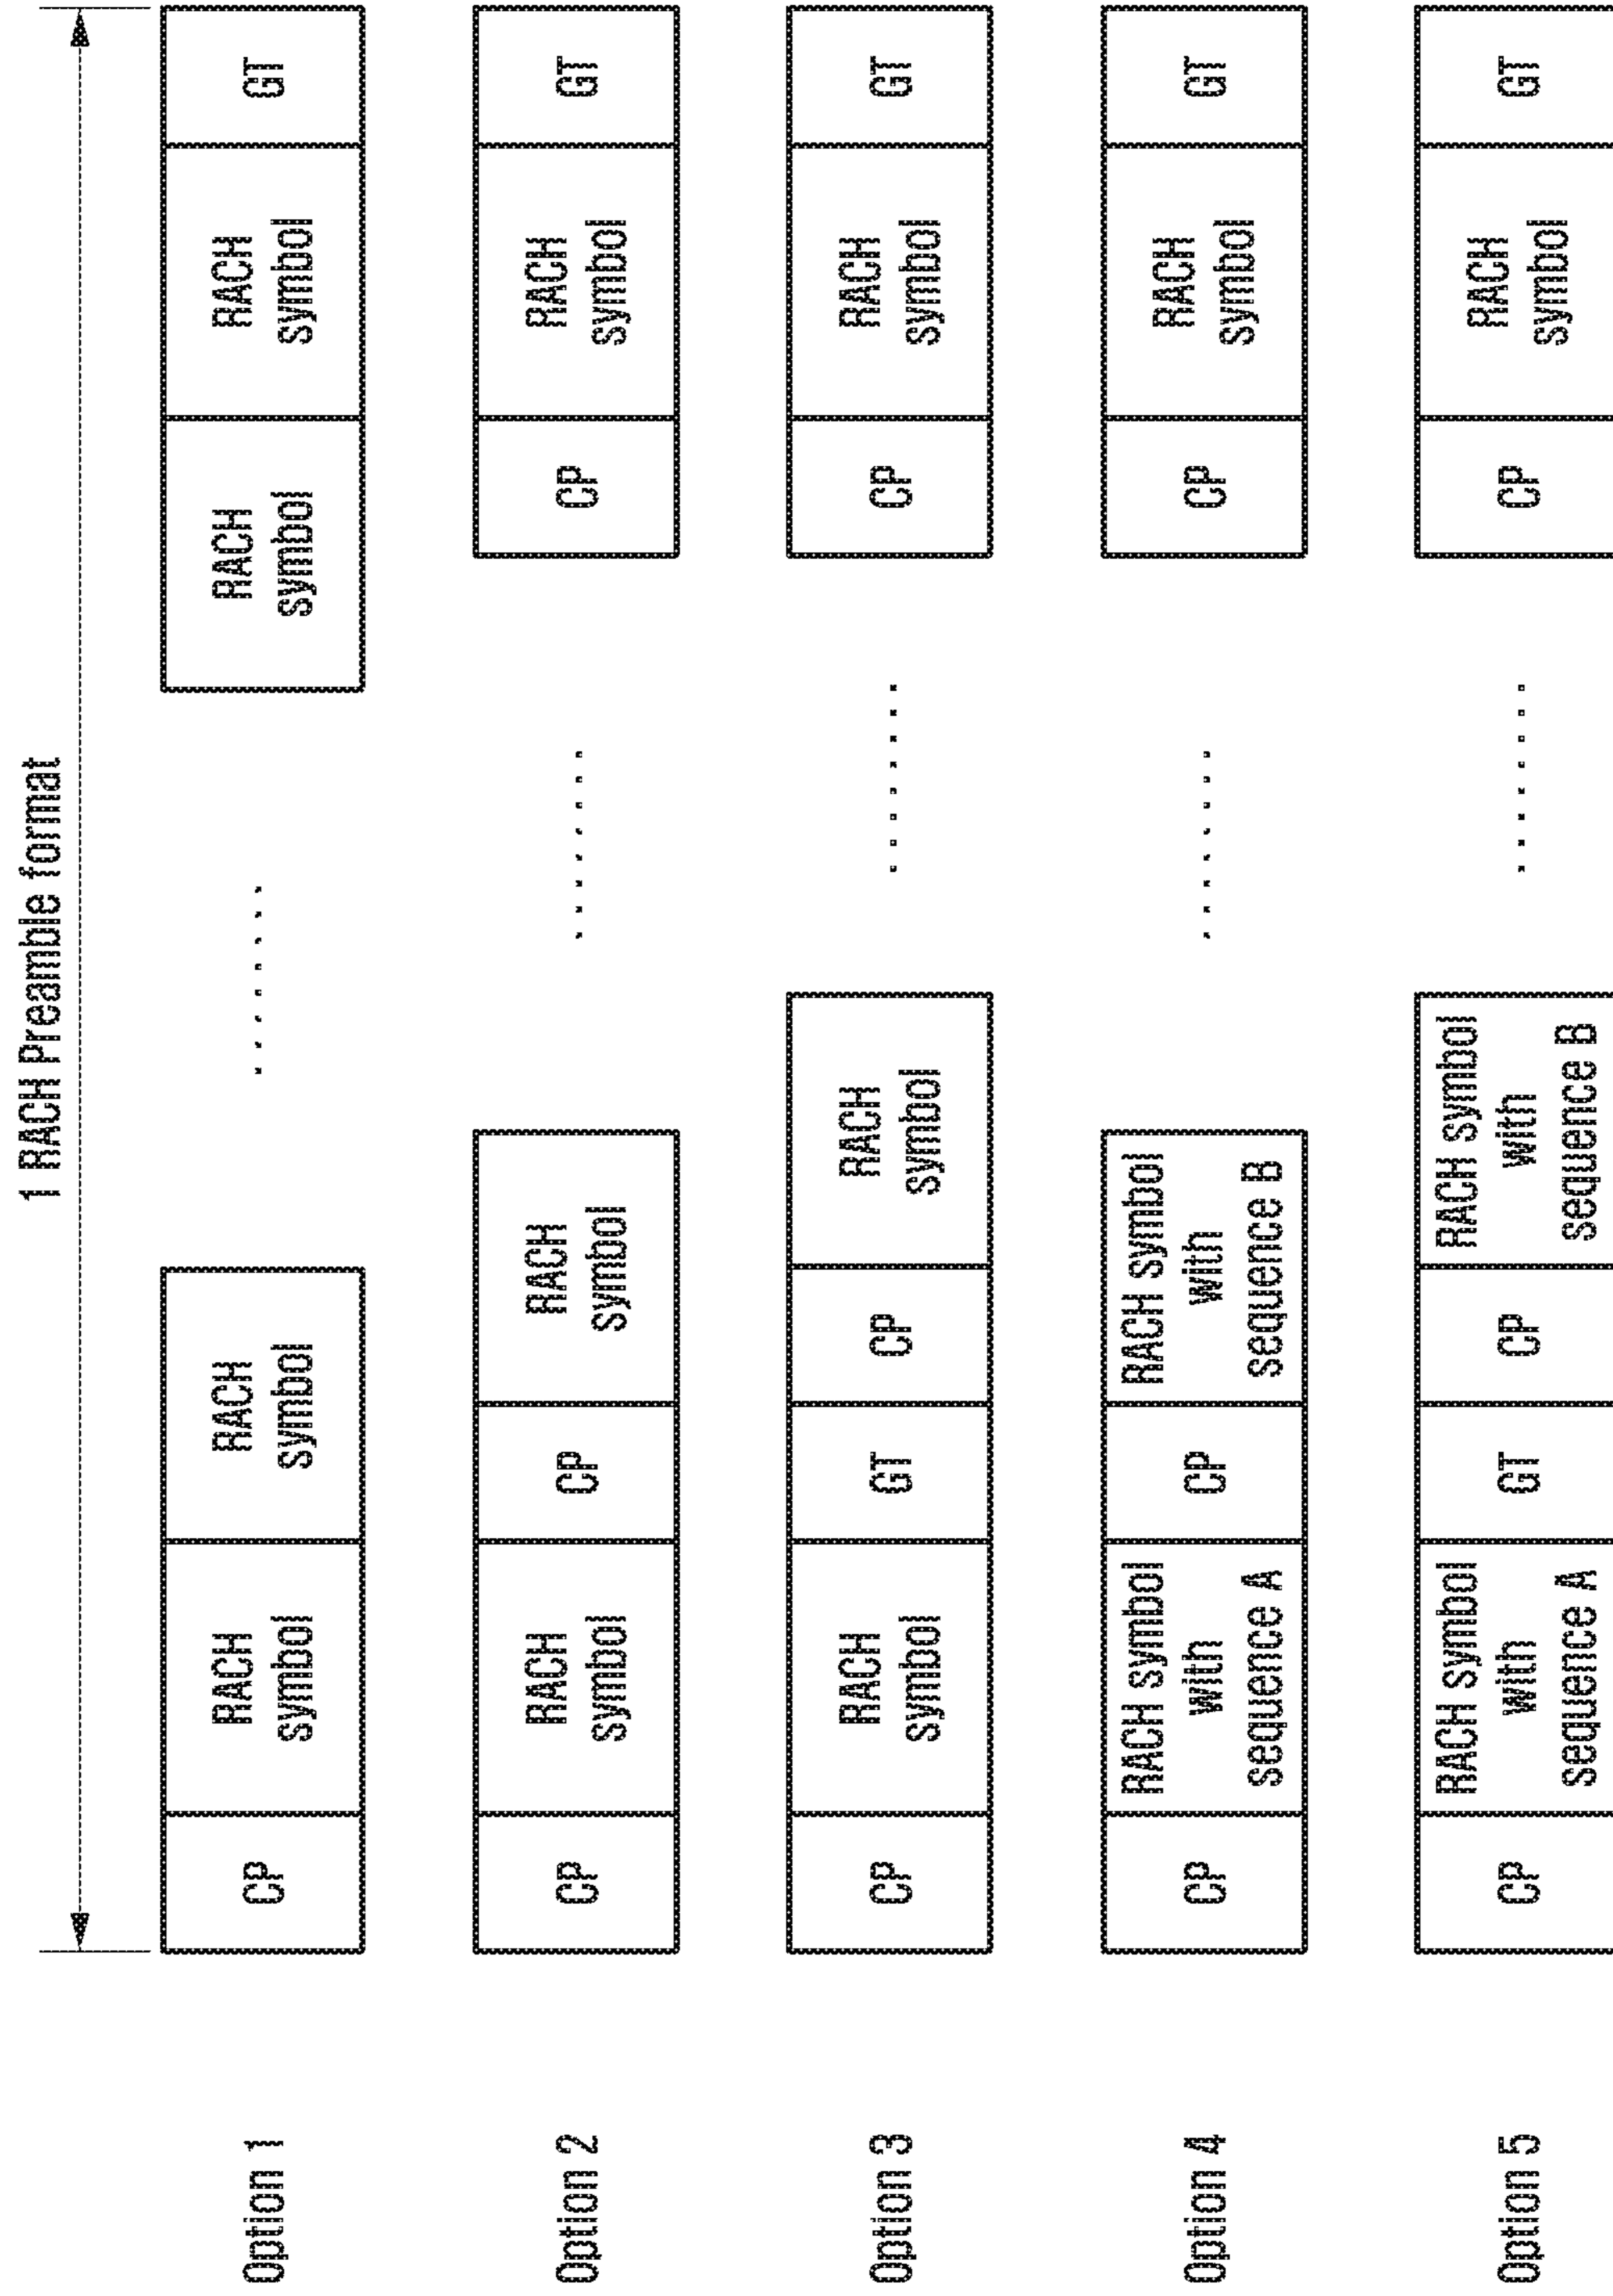 1 RACH Preamble format
Option 1
CP
RACH
symbol
RACH
symbol
RACH
symbol
RACH
symbol
GT
Option 2
CP
RACH
symbol
CP
RACH
symbol
CP
RACH
symbol
GT
Option 3
CP
RACH
symbol
GT
CP
RACH
symbol
CP
RACH
symbol
GT
Option 4
CP
RACH symbol
with
sequence A
CP
RACH symbol
with
sequence B
CP
RACH
symbol
GT
Option 5
CP
RACH symbol
with
sequence A
GT
CP
RACH symbol
with
sequence B
CP
RACH
symbol
GT